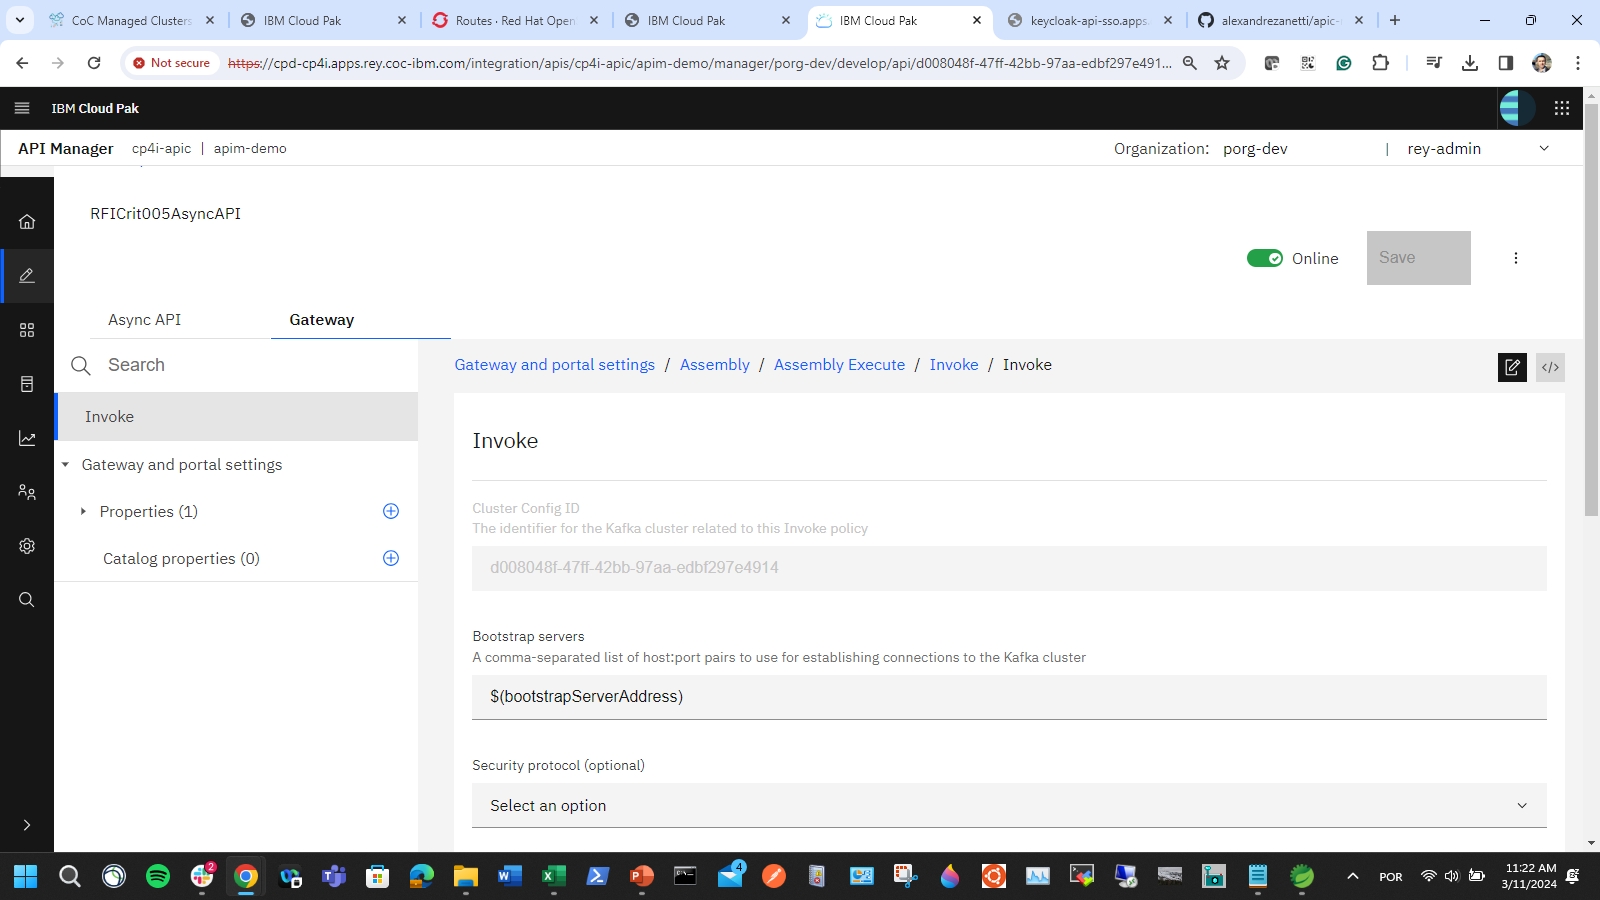 CoC Managed Clusters
IBM Cloud Pak
Routes · Red Hat Open
IBM Cloud Pak
IBM Cloud Pak
keycloak-api-sso.apps.
alexandrezanetti/apic-
Not secure
https://cpd-cp4i.apps.rey.coc-ibm.com/integration/apis/cp4i-apic/apim-demo/manager/porg-dev/develop/api/d008048f-47ff-42bb-97aa-edbf297e491...
IBM Cloud Pak
API Manager cp4i-apic | apim-demo
Organization: porg-dev | rey-admin
RFICrit005AsyncAPI
Online
Save
Async API
Gateway
Search
Gateway and portal settings / Assembly / Assembly Execute / Invoke / Invoke
</>
Invoke
Gateway and portal settings
Properties (1)
Catalog properties (0)
Invoke
Cluster Config ID
The identifier for the Kafka cluster related to this Invoke policy
d008048f-47ff-42bb-97aa-edbf297e4914
Bootstrap servers
A comma-separated list of host:port pairs to use for establishing connections to the Kafka cluster
$(bootstrapServerAddress)
Security protocol (optional)
Select an option
2
4
POR
11:22 AM
3/11/2024